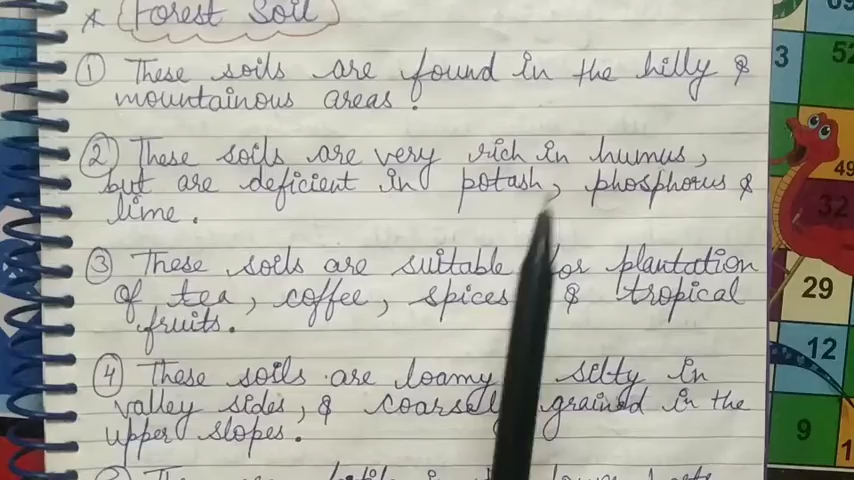 * Forest Soil
① These soils are found in the hilly &
mountainous areas.
② These soils are very rich in humus,
but are deficient in potash, phosphorus &
lime.
③ These soils are suitable for plantation
of tea, coffee, spices & tropical
fruits.
④ These soils are loamy silty in
valley sides, & coarsely grained in the
upper slopes.
3
52
49
32
29
12
9
1